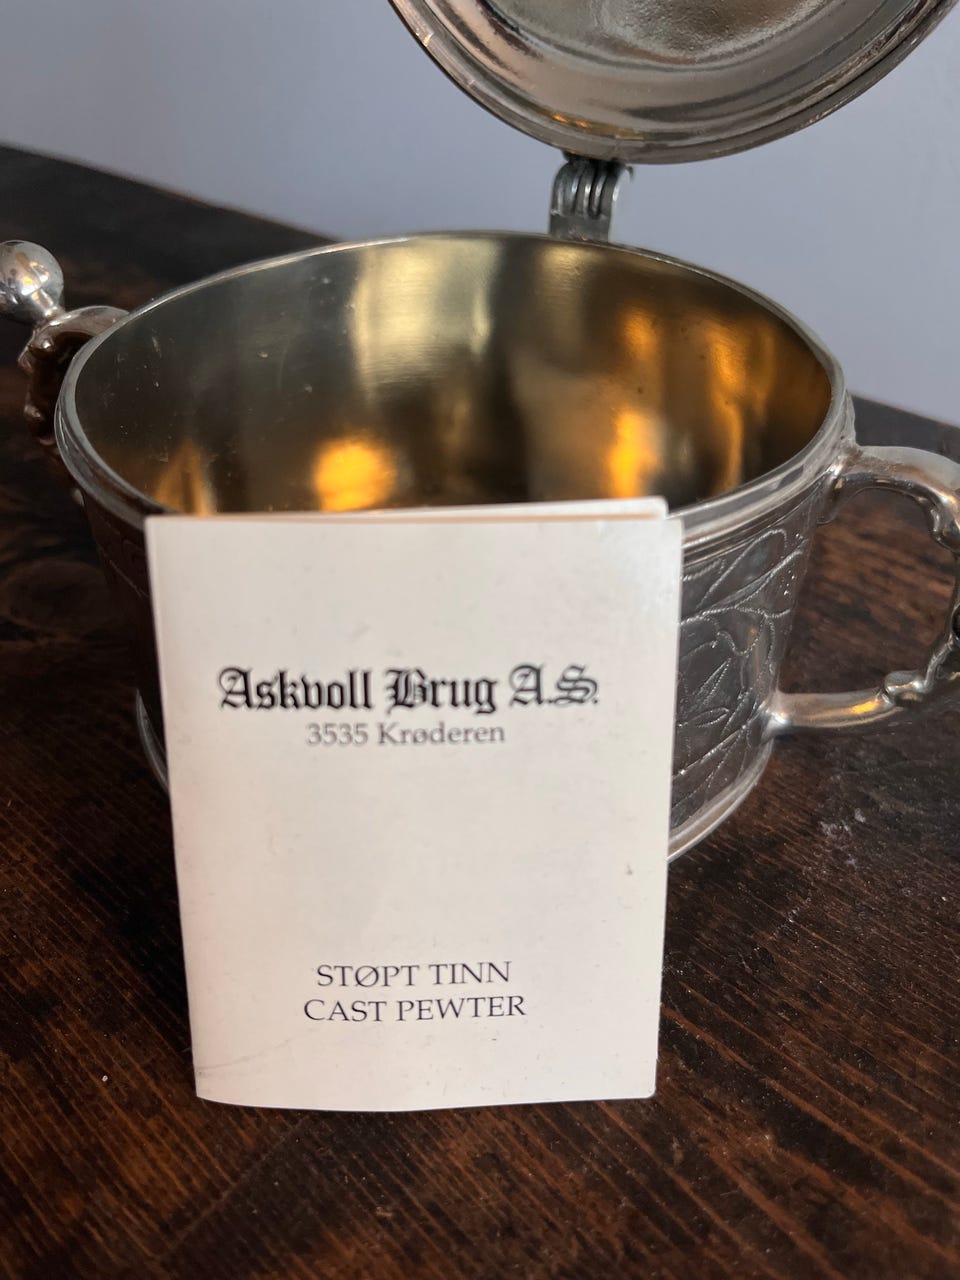 Askvoll Brug A.S.
3535 Krøderen
STØPT TINN
CAST PEWTER